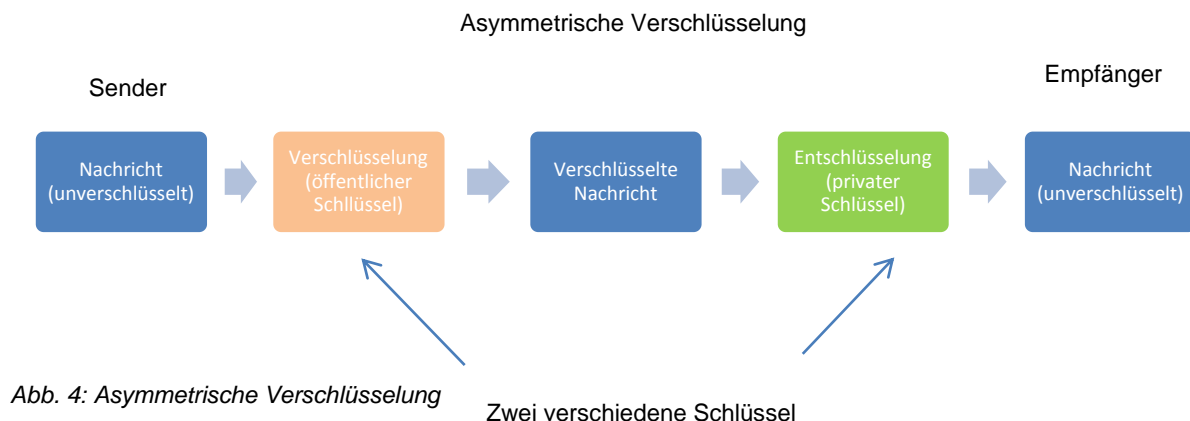 Asymmetrische Verschlüsselung
Sender
Empfänger
Nachricht
(unverschlüsselt)
Verschlüsselung
(öffentlicher
Schllüssel)
Verschlüsselte
Nachricht
Entschlüsselung
(privater
Schlüssel)
Nachricht
(unverschlüsselt)
Abb. 4: Asymmetrische Verschlüsselung
Zwei verschiedene Schlüssel